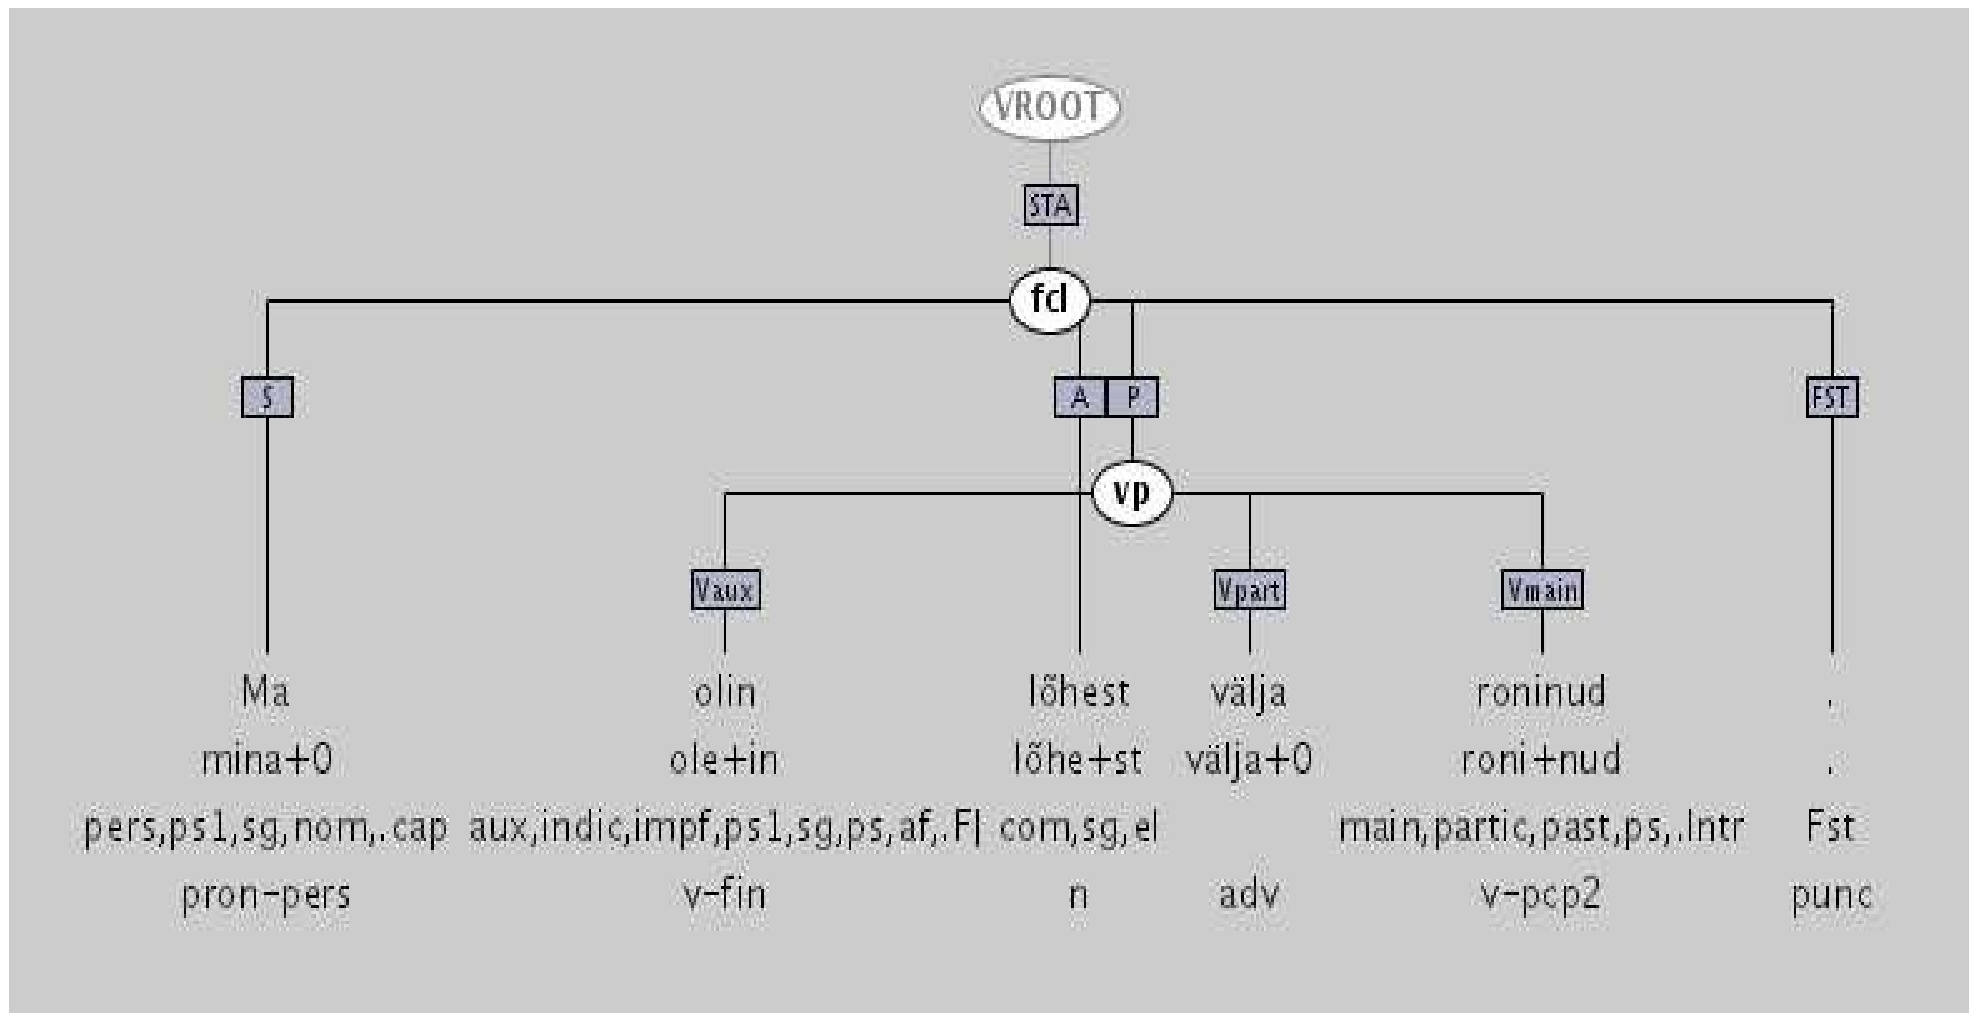 VROOT
STA
fcl
S A P FST
vp
Vaux Vpart Vmain
Ma olin lõhest välja roninud .
mina+0 ole+in lõhe+st välja+0 roni+nud .
pers,ps1,sg,nom,.cap aux,indic,impf,ps1,sg,ps,af,.F| com,sg,el main,partic,past,ps,.Intr Fst
pron-pers v-fin n adv v-pcp2 punc